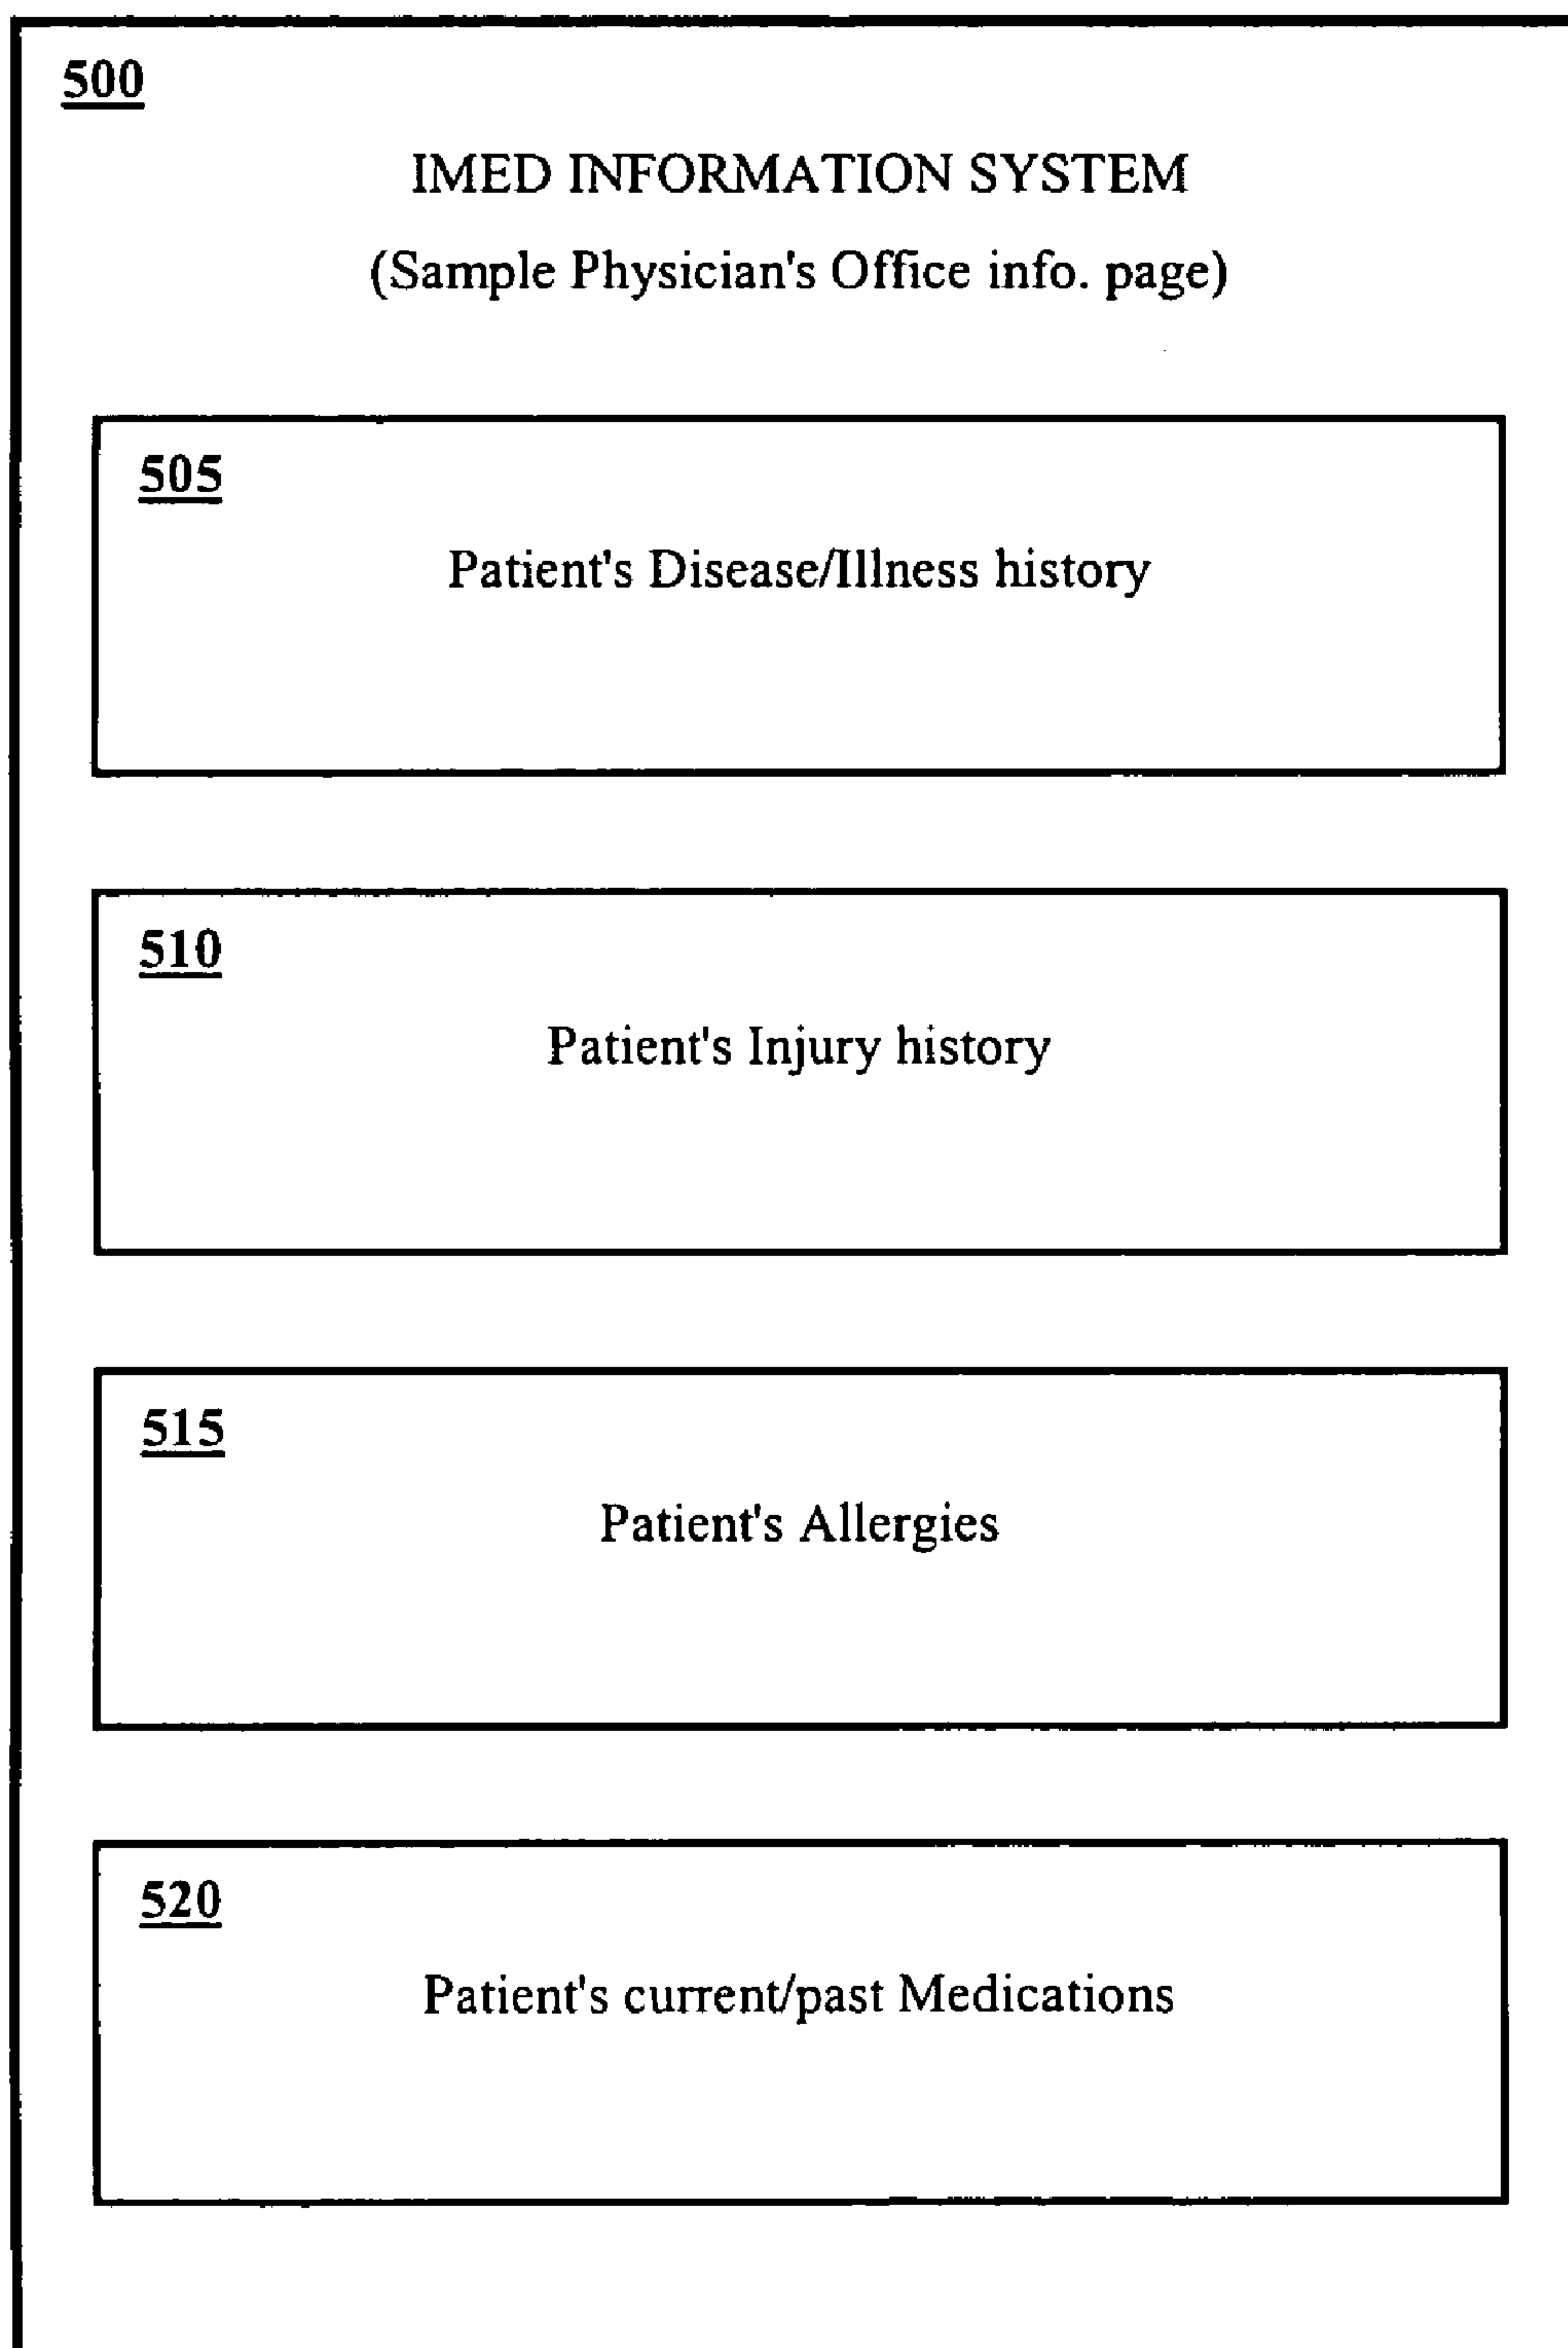 500
IMED INFORMATION SYSTEM
(Sample Physician's Office info. page)
505
Patient's Disease/Illness history
510
Patient's Injury history
515
Patient's Allergies
520
Patient's current/past Medications